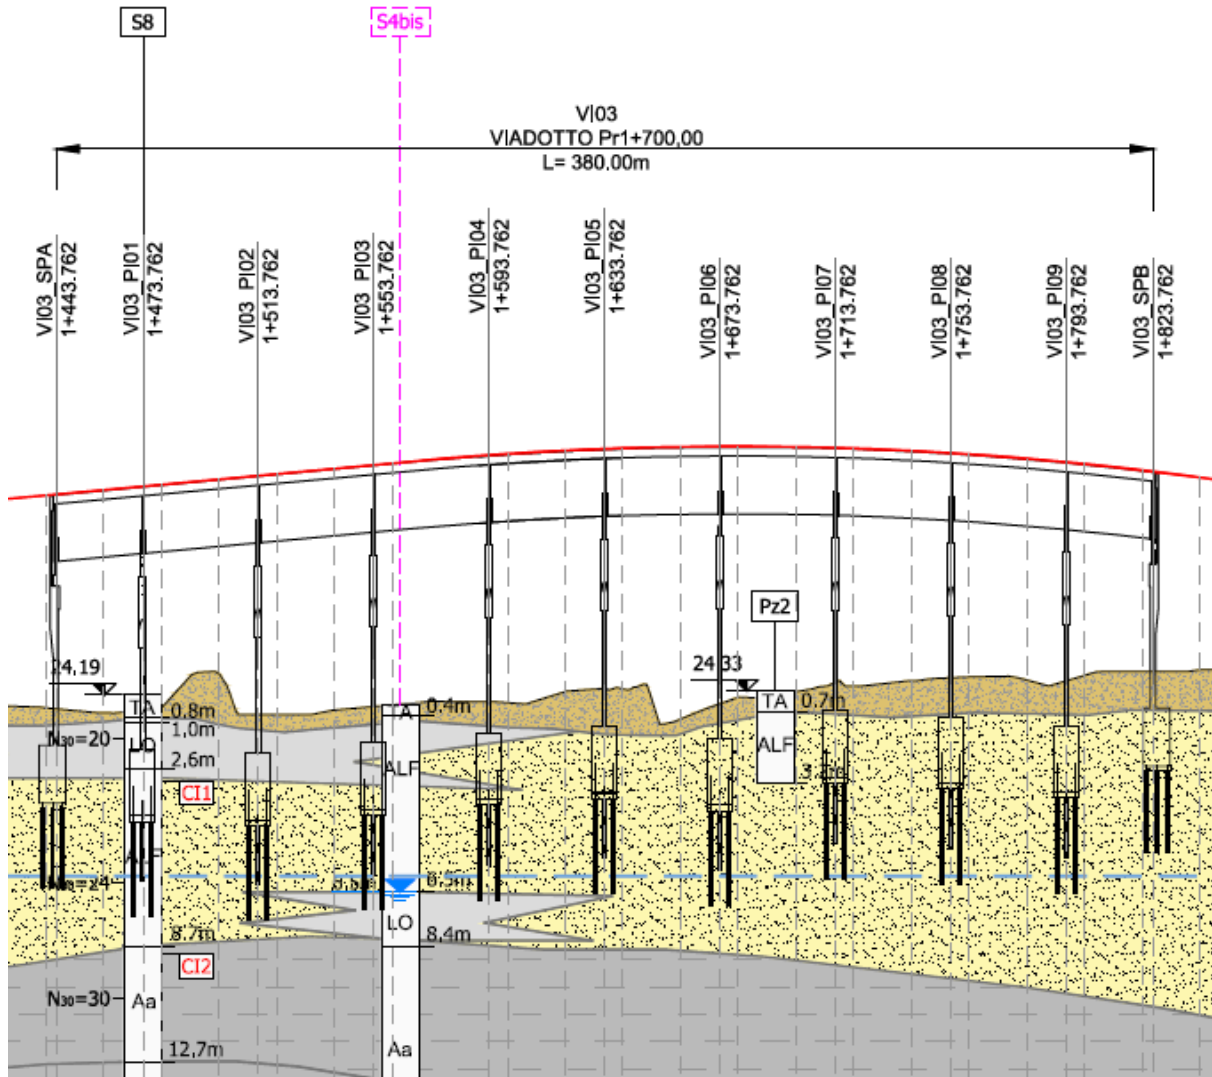 S8
S4bis
VI03
VIADOTTO Pr1+700,00
L= 380.00m
VI03_SPA
1+443.762
VI03_PI01
1+473.762
VI03_PI02
1+513.762
VI03_PI03
1+553.762
VI03_PI04
1+593.762
VI03_PI05
1+633.762
VI03_PI06
1+673.762
VI03_PI07
1+713.762
VI03_PI08
1+753.762
VI03_PI09
1+793.762
VI03_SPB
1+823.762
Pz2
24,19
24,33
TA
0.8m
0.4m
TA
0.7m
1,0m
N30=20
LO
2,6m
ALF
ALF
CI1
ALF
LO
8.7m
8,4m
CI2
N30=30
Aa
Aa
12,7m